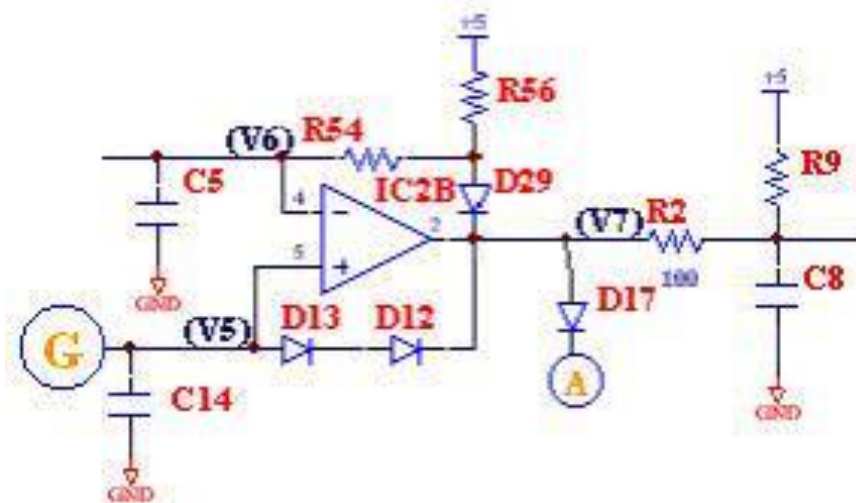 +5
R56
+5
(V6)
R54
C5
IC2B
D29
R9
4
2
(V7)
R2
5
100
GND
D17
C8
(V5)
D13
D12
G
A
C14
GND
GND